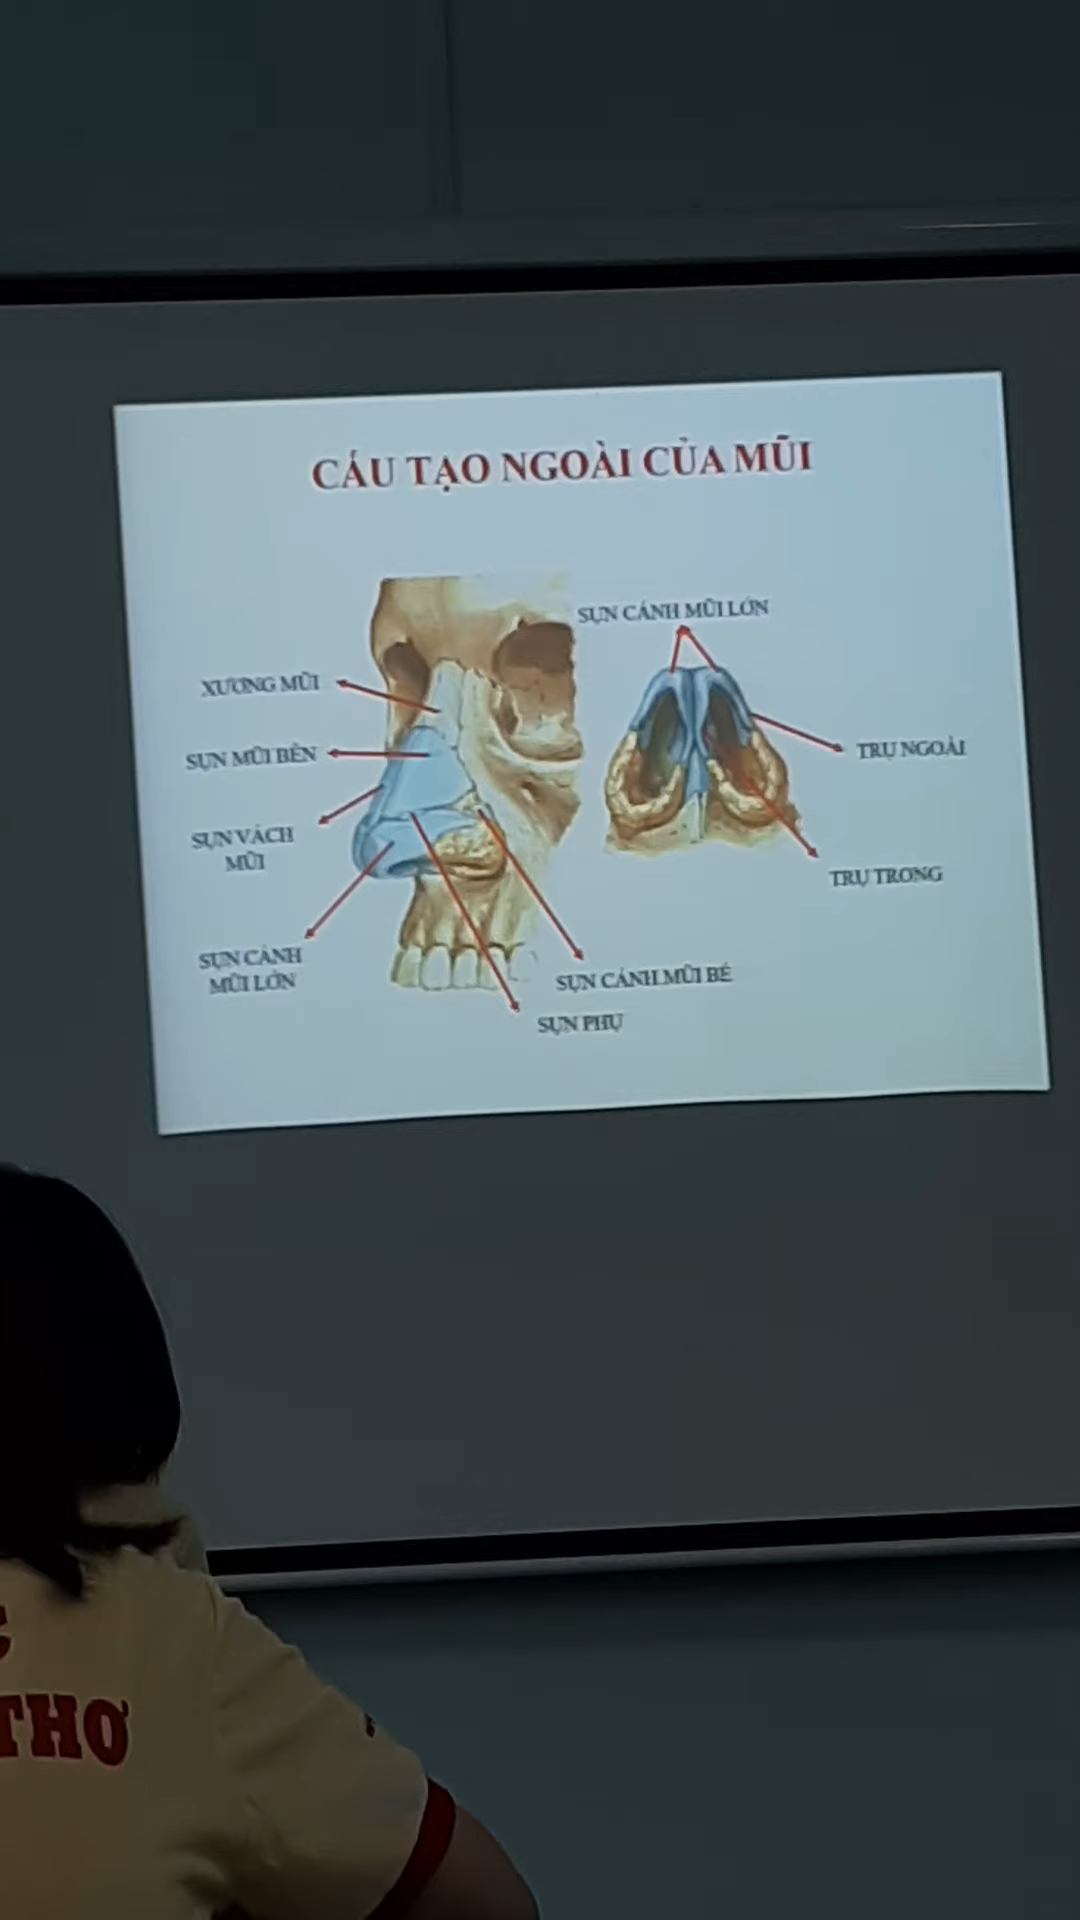 CẤU TẠO NGOÀI CỦA MŨI
SỤN CÁNH MŨI LỚN
XƯƠNG MŨI
SỤN MŨI BÊN
TRỤ NGOÀI
SỤN VÁCH
MŨI
TRỤ TRONG
SỤN CÁNH
MŨI LỚN
SỤN CÁNH MŨI BÉ
SỤN PHỤ
THƠ